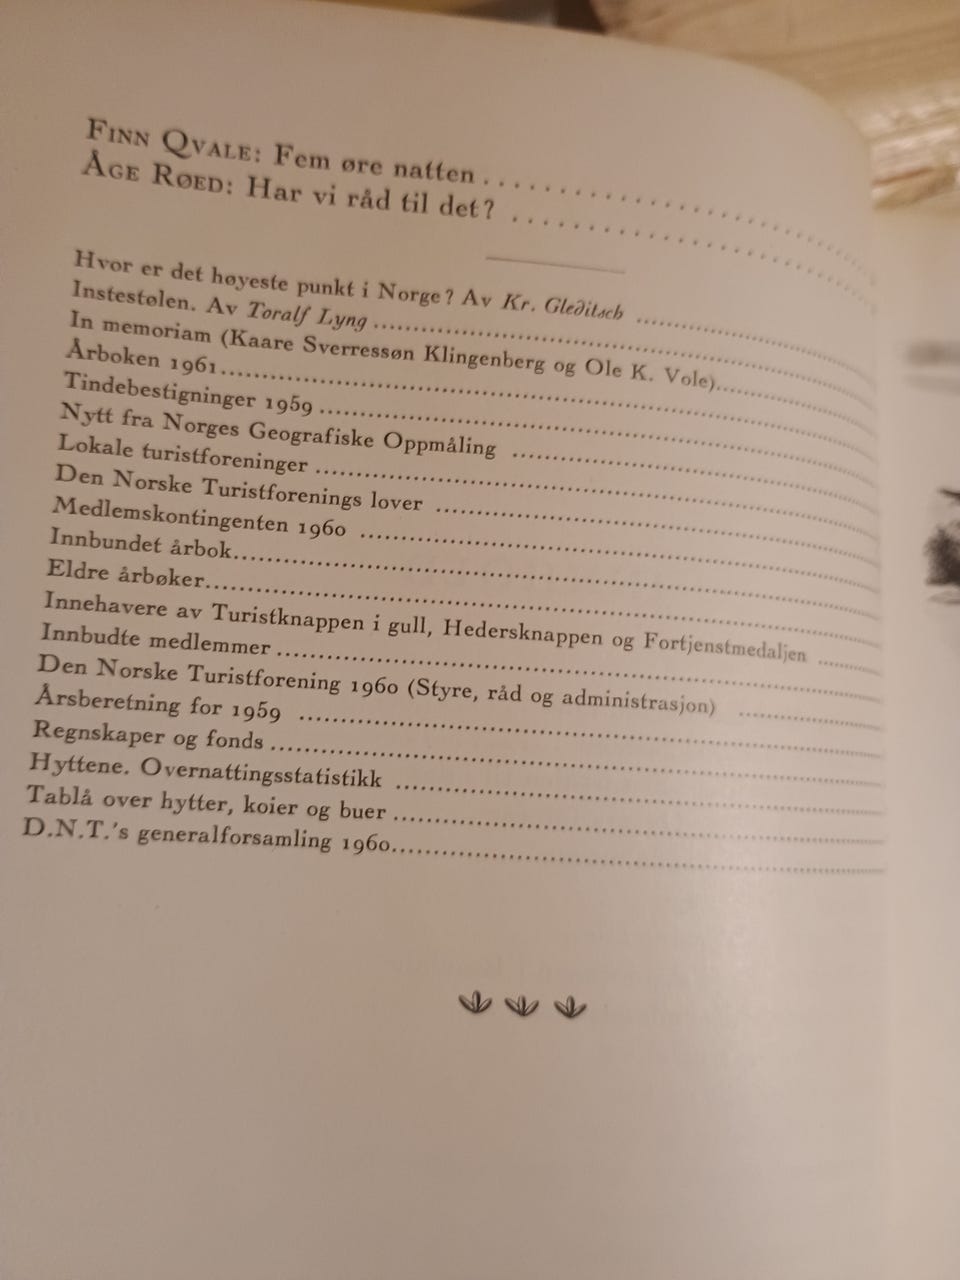 FINN QVALE: Fem øre natten
ÅGE RØED: Har vi råd til det?
Hvor er det høyeste punkt i Norge? Av Kr. Gleditsch
Instestølen. Av Toralf Lyng
In memoriam (Kaare Sverressøn Klingenberg og Ole K. Vole)
Årboken 1961
Tindebestigninger 1959
Nytt fra Norges Geografiske Oppmåling
Lokale turistforeninger
Den Norske Turistforenings lover
Medlemskontingenten 1960
Innbundet årbok
Eldre årbøker
Innehavere av Turistknappen i gull, Hedersknappen og Fortjenstmedaljen
Innbudte medlemmer
Den Norske Turistforening 1960 (Styre, råd og administrasjon)
Årsberetning for 1959
Regnskaper og fonds
Hyttene. Overnattingsstatistikk
Tablå over hytter, koier og buer
D.N.T.'s generalforsamling 1960